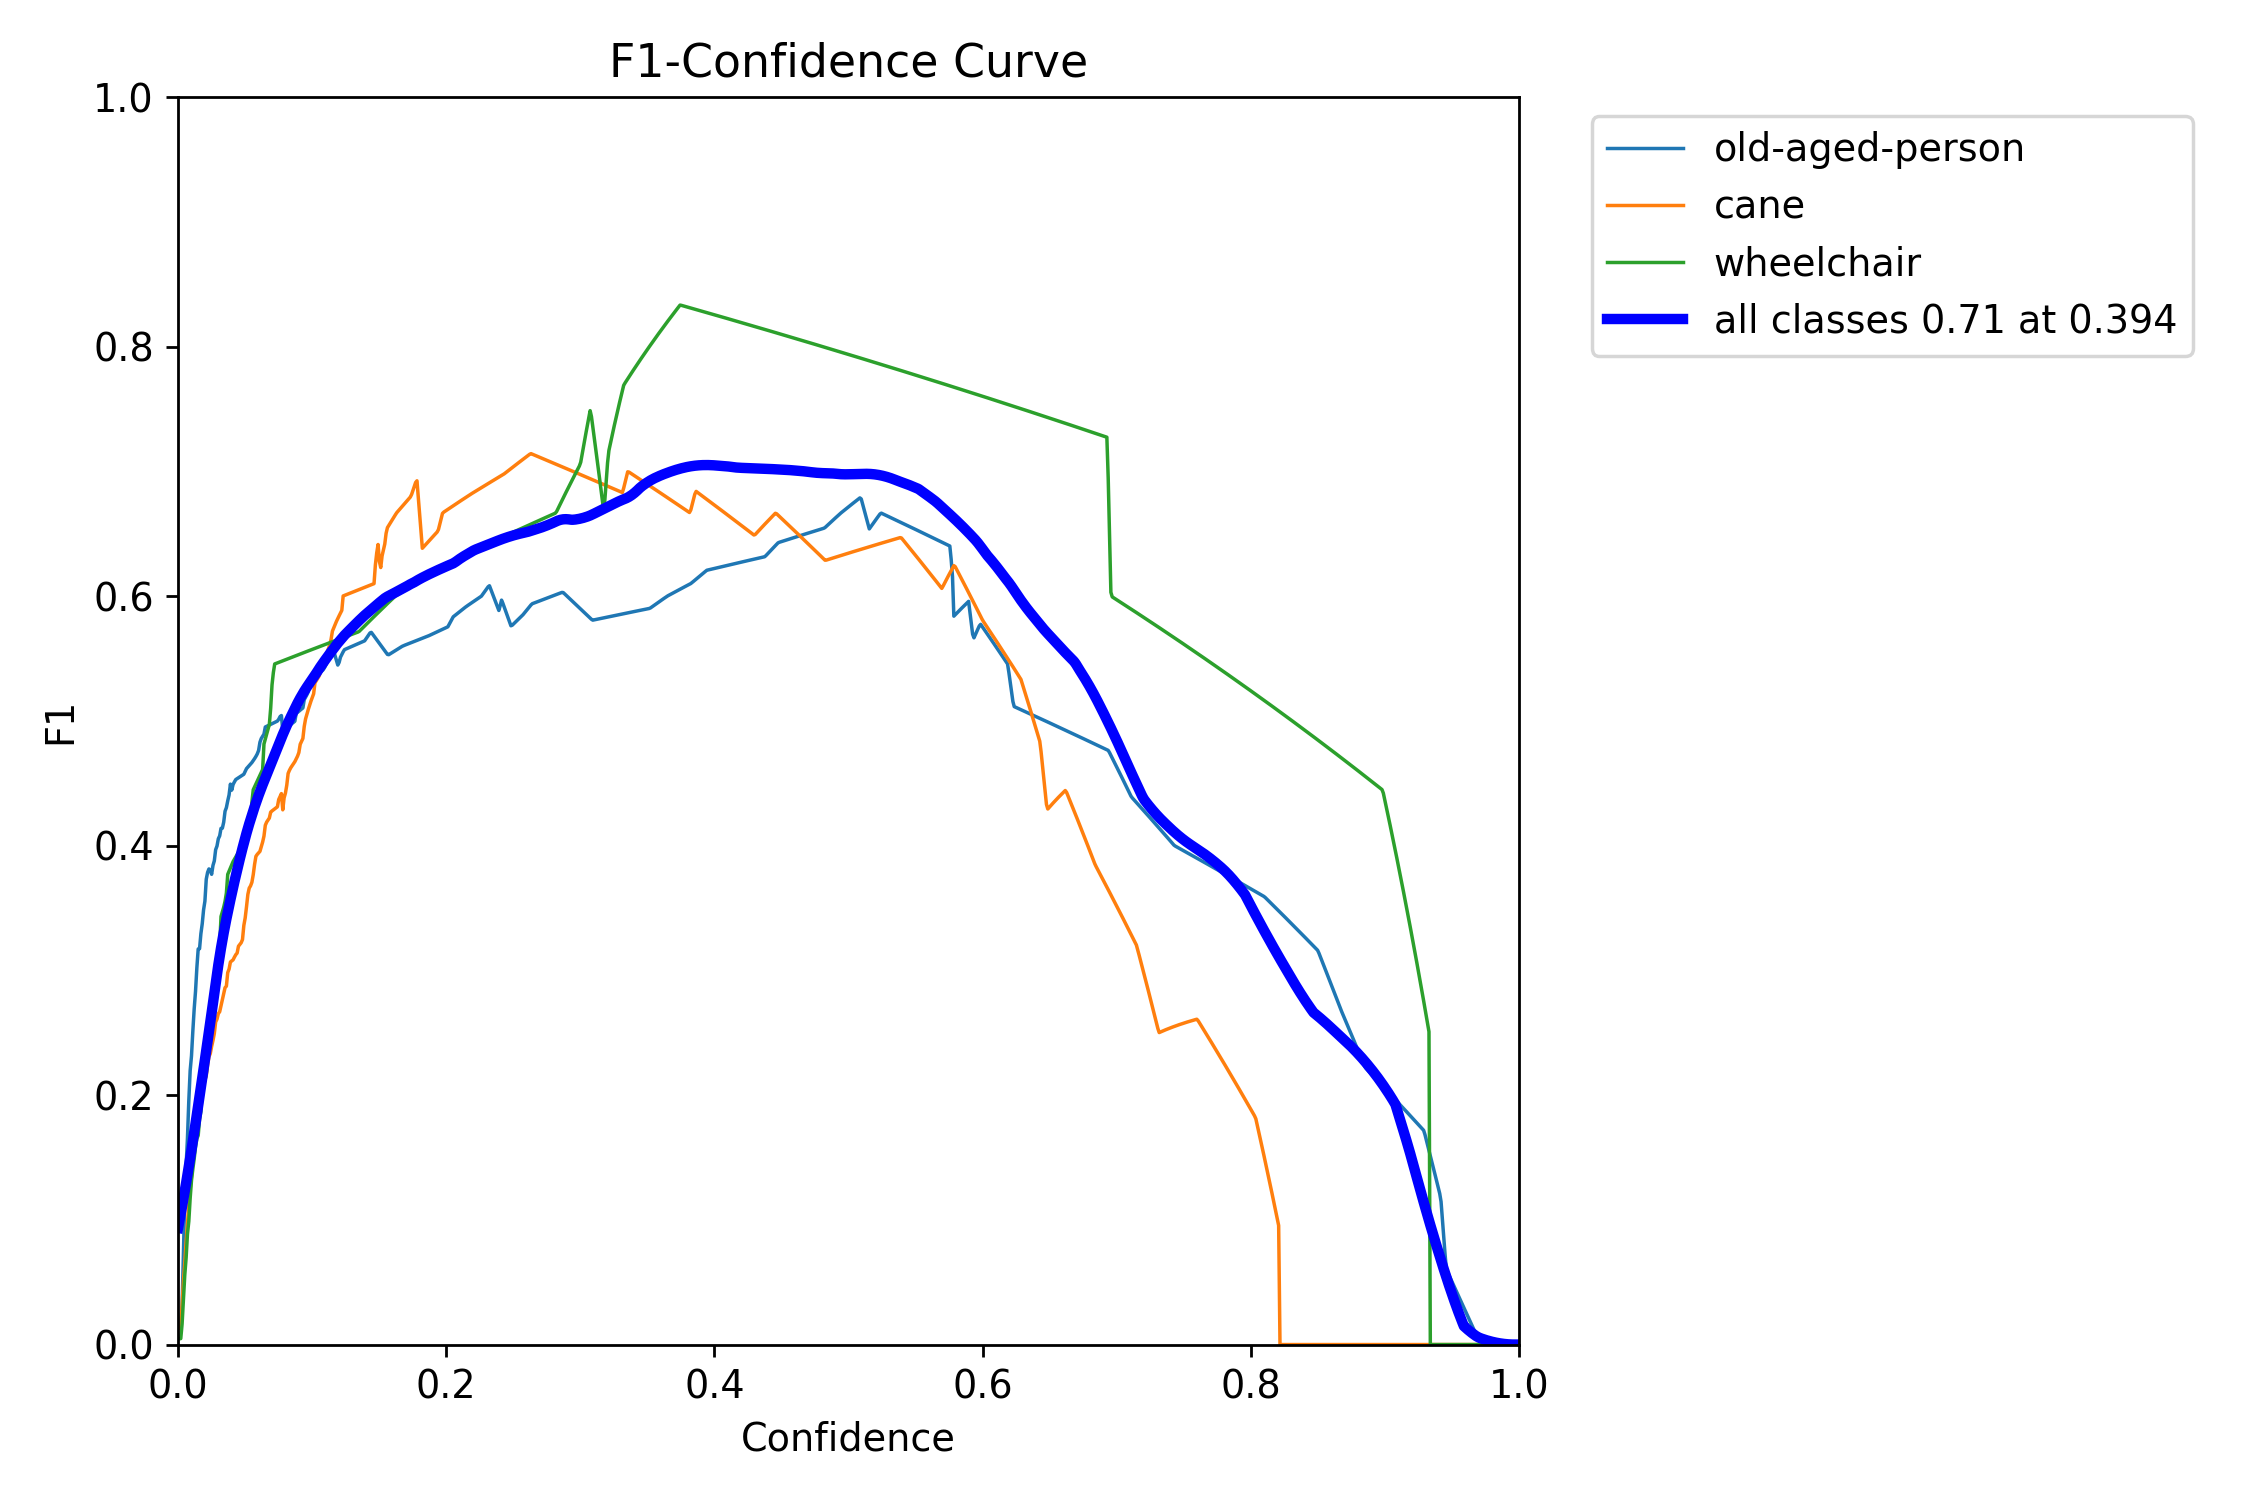 F1-Confidence Curve
1.0
0.8
0.6
0.4
0.2
0.0
F1
0.0 0.2 0.4 0.6 0.8 1.0
Confidence
old-aged-person
cane
wheelchair
all classes 0.71 at 0.394